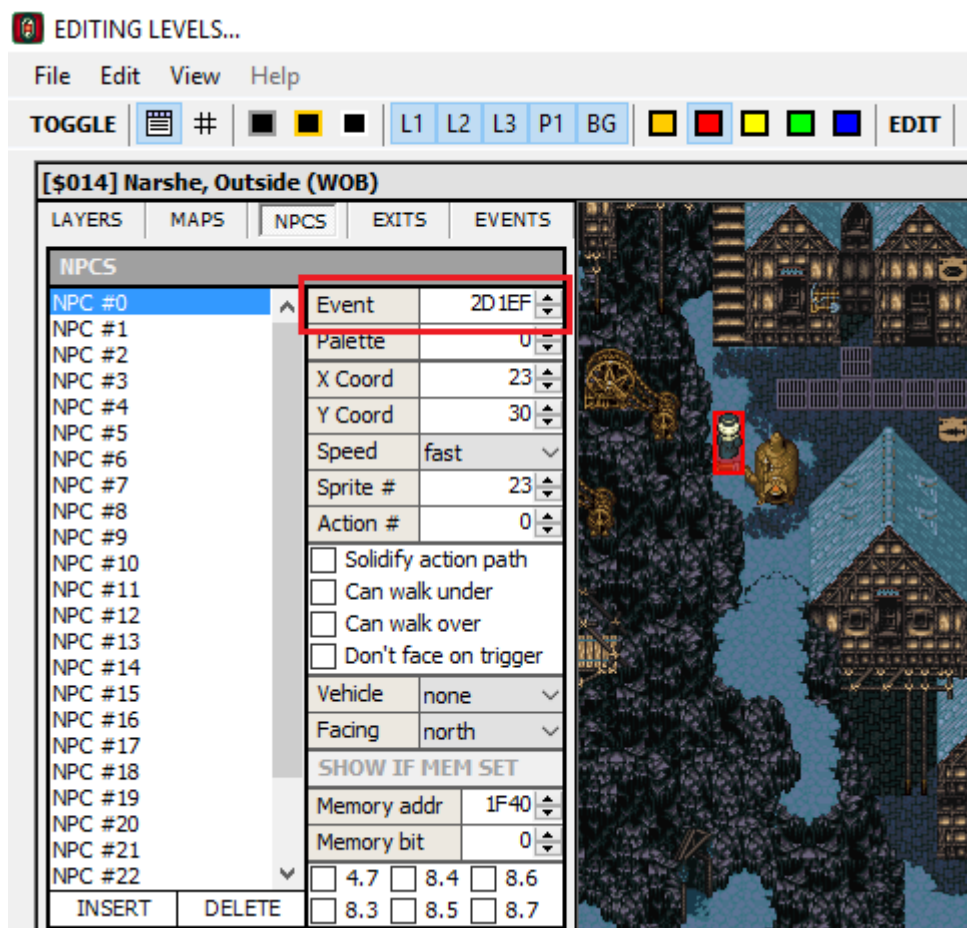 EDITING LEVELS...
File Edit View Help
TOGGLE L1 L2 L3 P1 BG EDIT
[$014] Narshe, Outside (WOB)
LAYERS MAPS NPCS EXITS EVENTS
NPCS
NPC #0
NPC #1
NPC #2
NPC #3
NPC #4
NPC #5
NPC #6
NPC #7
NPC #8
NPC #9
NPC #10
NPC #11
NPC #12
NPC #13
NPC #14
NPC #15
NPC #16
NPC #17
NPC #18
NPC #19
NPC #20
NPC #21
NPC #22
INSERT DELETE
Event 2D1EF
Palette 0
X Coord 23
Y Coord 30
Speed fast
Sprite # 23
Action # 0
Solidify action path
Can walk under
Can walk over
Don't face on trigger
Vehicle none
Facing north
SHOW IF MEM SET
Memory addr 1F40
Memory bit 0
4.7 8.4 8.6
8.3 8.5 8.7